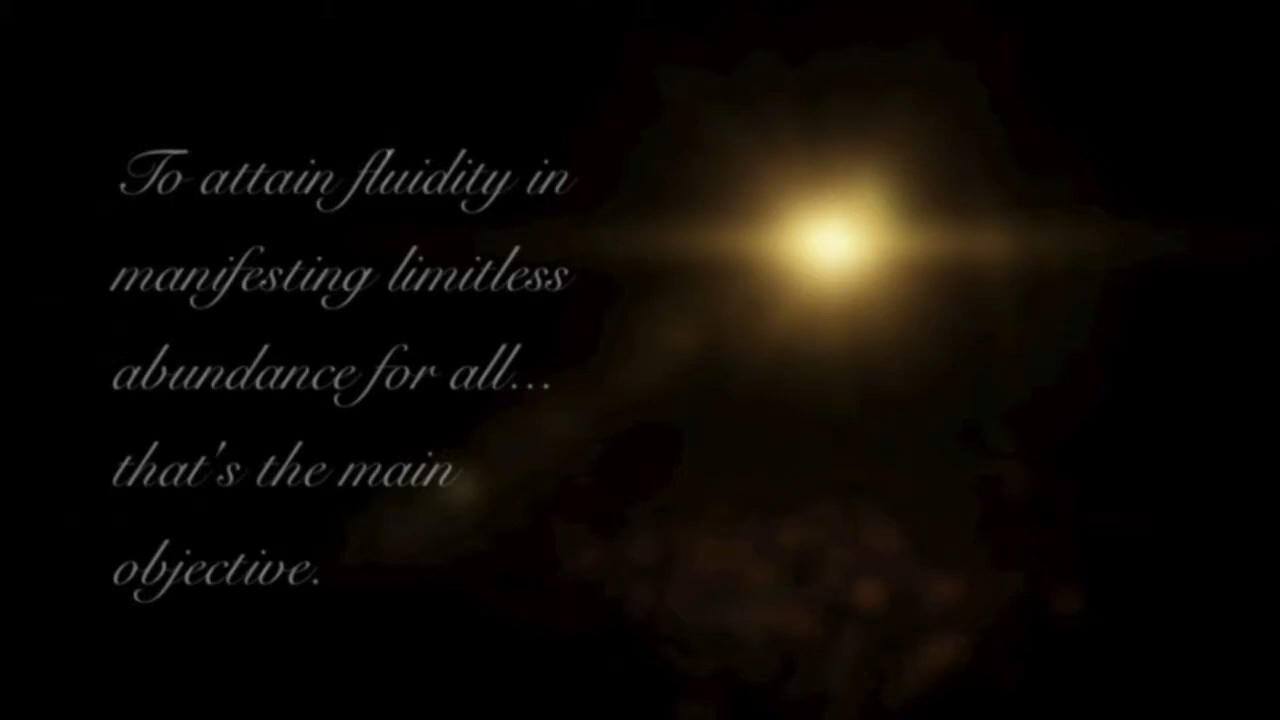 To attain fluidity in
manifesting limitless
abundance for all...
that's the main
objective.